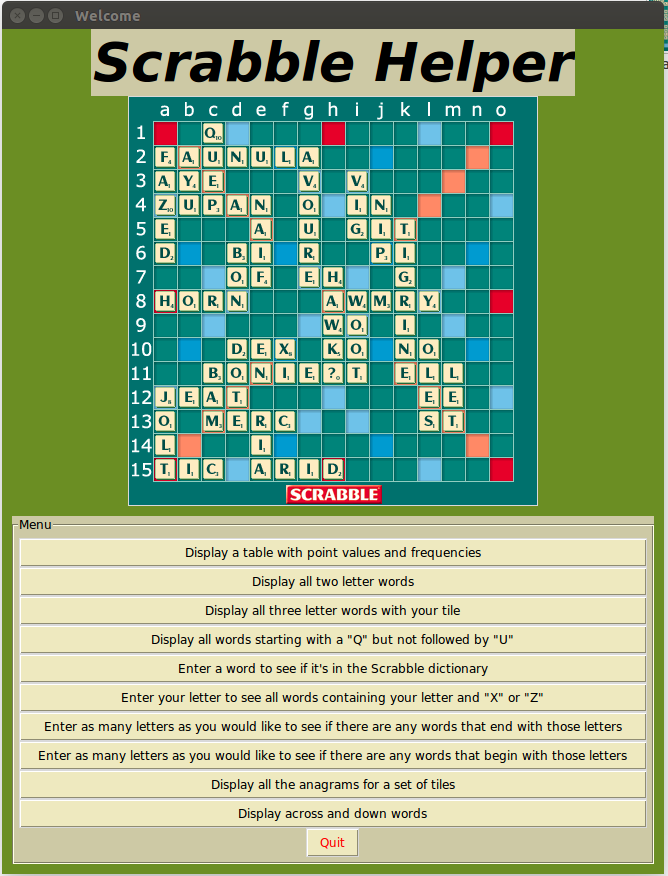 Welcome
Scrabble Helper
a b c d e f g h i j k l m n o
1 Q
2 F A U N U L A
3 A Y E V V
4 Z U P A N O I N
5 E A U G I T
6 D B I R P I
7 O F E H G
8 H O R N A W M R Y
9 W O I
10 D E X K O N O
11 B O N I E ? T E L L
12 J E A T E E
13 O M E R C S T
14 L I
15 T I C A R I D
SCRABBLE
Menu
Display a table with point values and frequencies
Display all two letter words
Display all three letter words with your tile
Display all words starting with a "Q" but not followed by "U"
Enter a word to see if it's in the Scrabble dictionary
Enter your letter to see all words containing your letter and "X" or "Z"
Enter as many letters as you would like to see if there are any words that end with those letters
Enter as many letters as you would like to see if there are any words that begin with those letters
Display all the anagrams for a set of tiles
Display across and down words
Quit